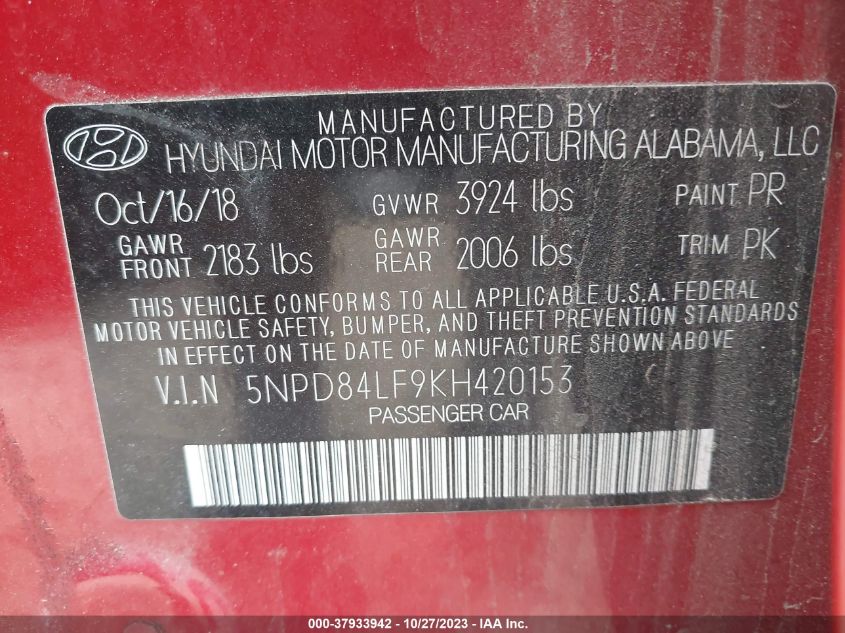 MANUFACTURED BY
HYUNDAI MOTOR MANUFACTURING ALABAMA, LLC
Oct/16/18 GVWR 3924 lbs PAINT PR
GAWR FRONT 2183 lbs GAWR REAR 2006 lbs TRIM PK
THIS VEHICLE CONFORMS TO ALL APPLICABLE U.S.A. FEDERAL
MOTOR VEHICLE SAFETY, BUMPER, AND THEFT PREVENTION STANDARDS
IN EFFECT ON THE DATE OF MANUFACTURE SHOWN ABOVE
V.I.N 5NPD84LF9KH420153
PASSENGER CAR
000-37933942 - 10/27/2023 - IAA Inc.